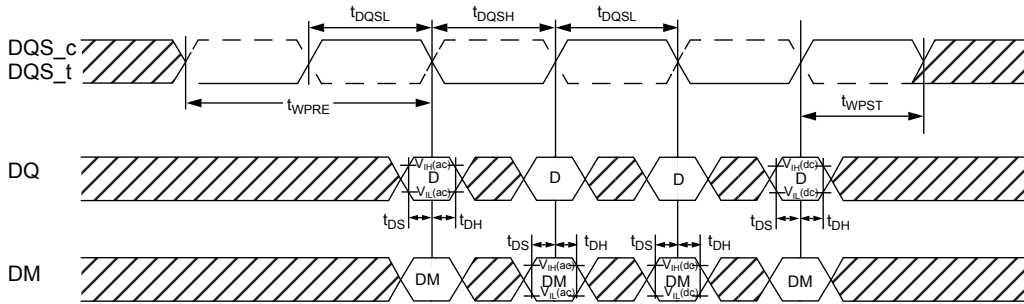 tDQSL tDQSH tDQSL
DQS_c
DQS_t
tWPRE tWPST
VIH(ac) VIH(dc)
DQ D D D D
VIL(ac) VIL(dc)
tDS tDH tDS tDH
tDS tDH tDS tDH
VIH(ac) VIH(dc)
DM DM DM DM DM
VIL(ac) VIL(dc)